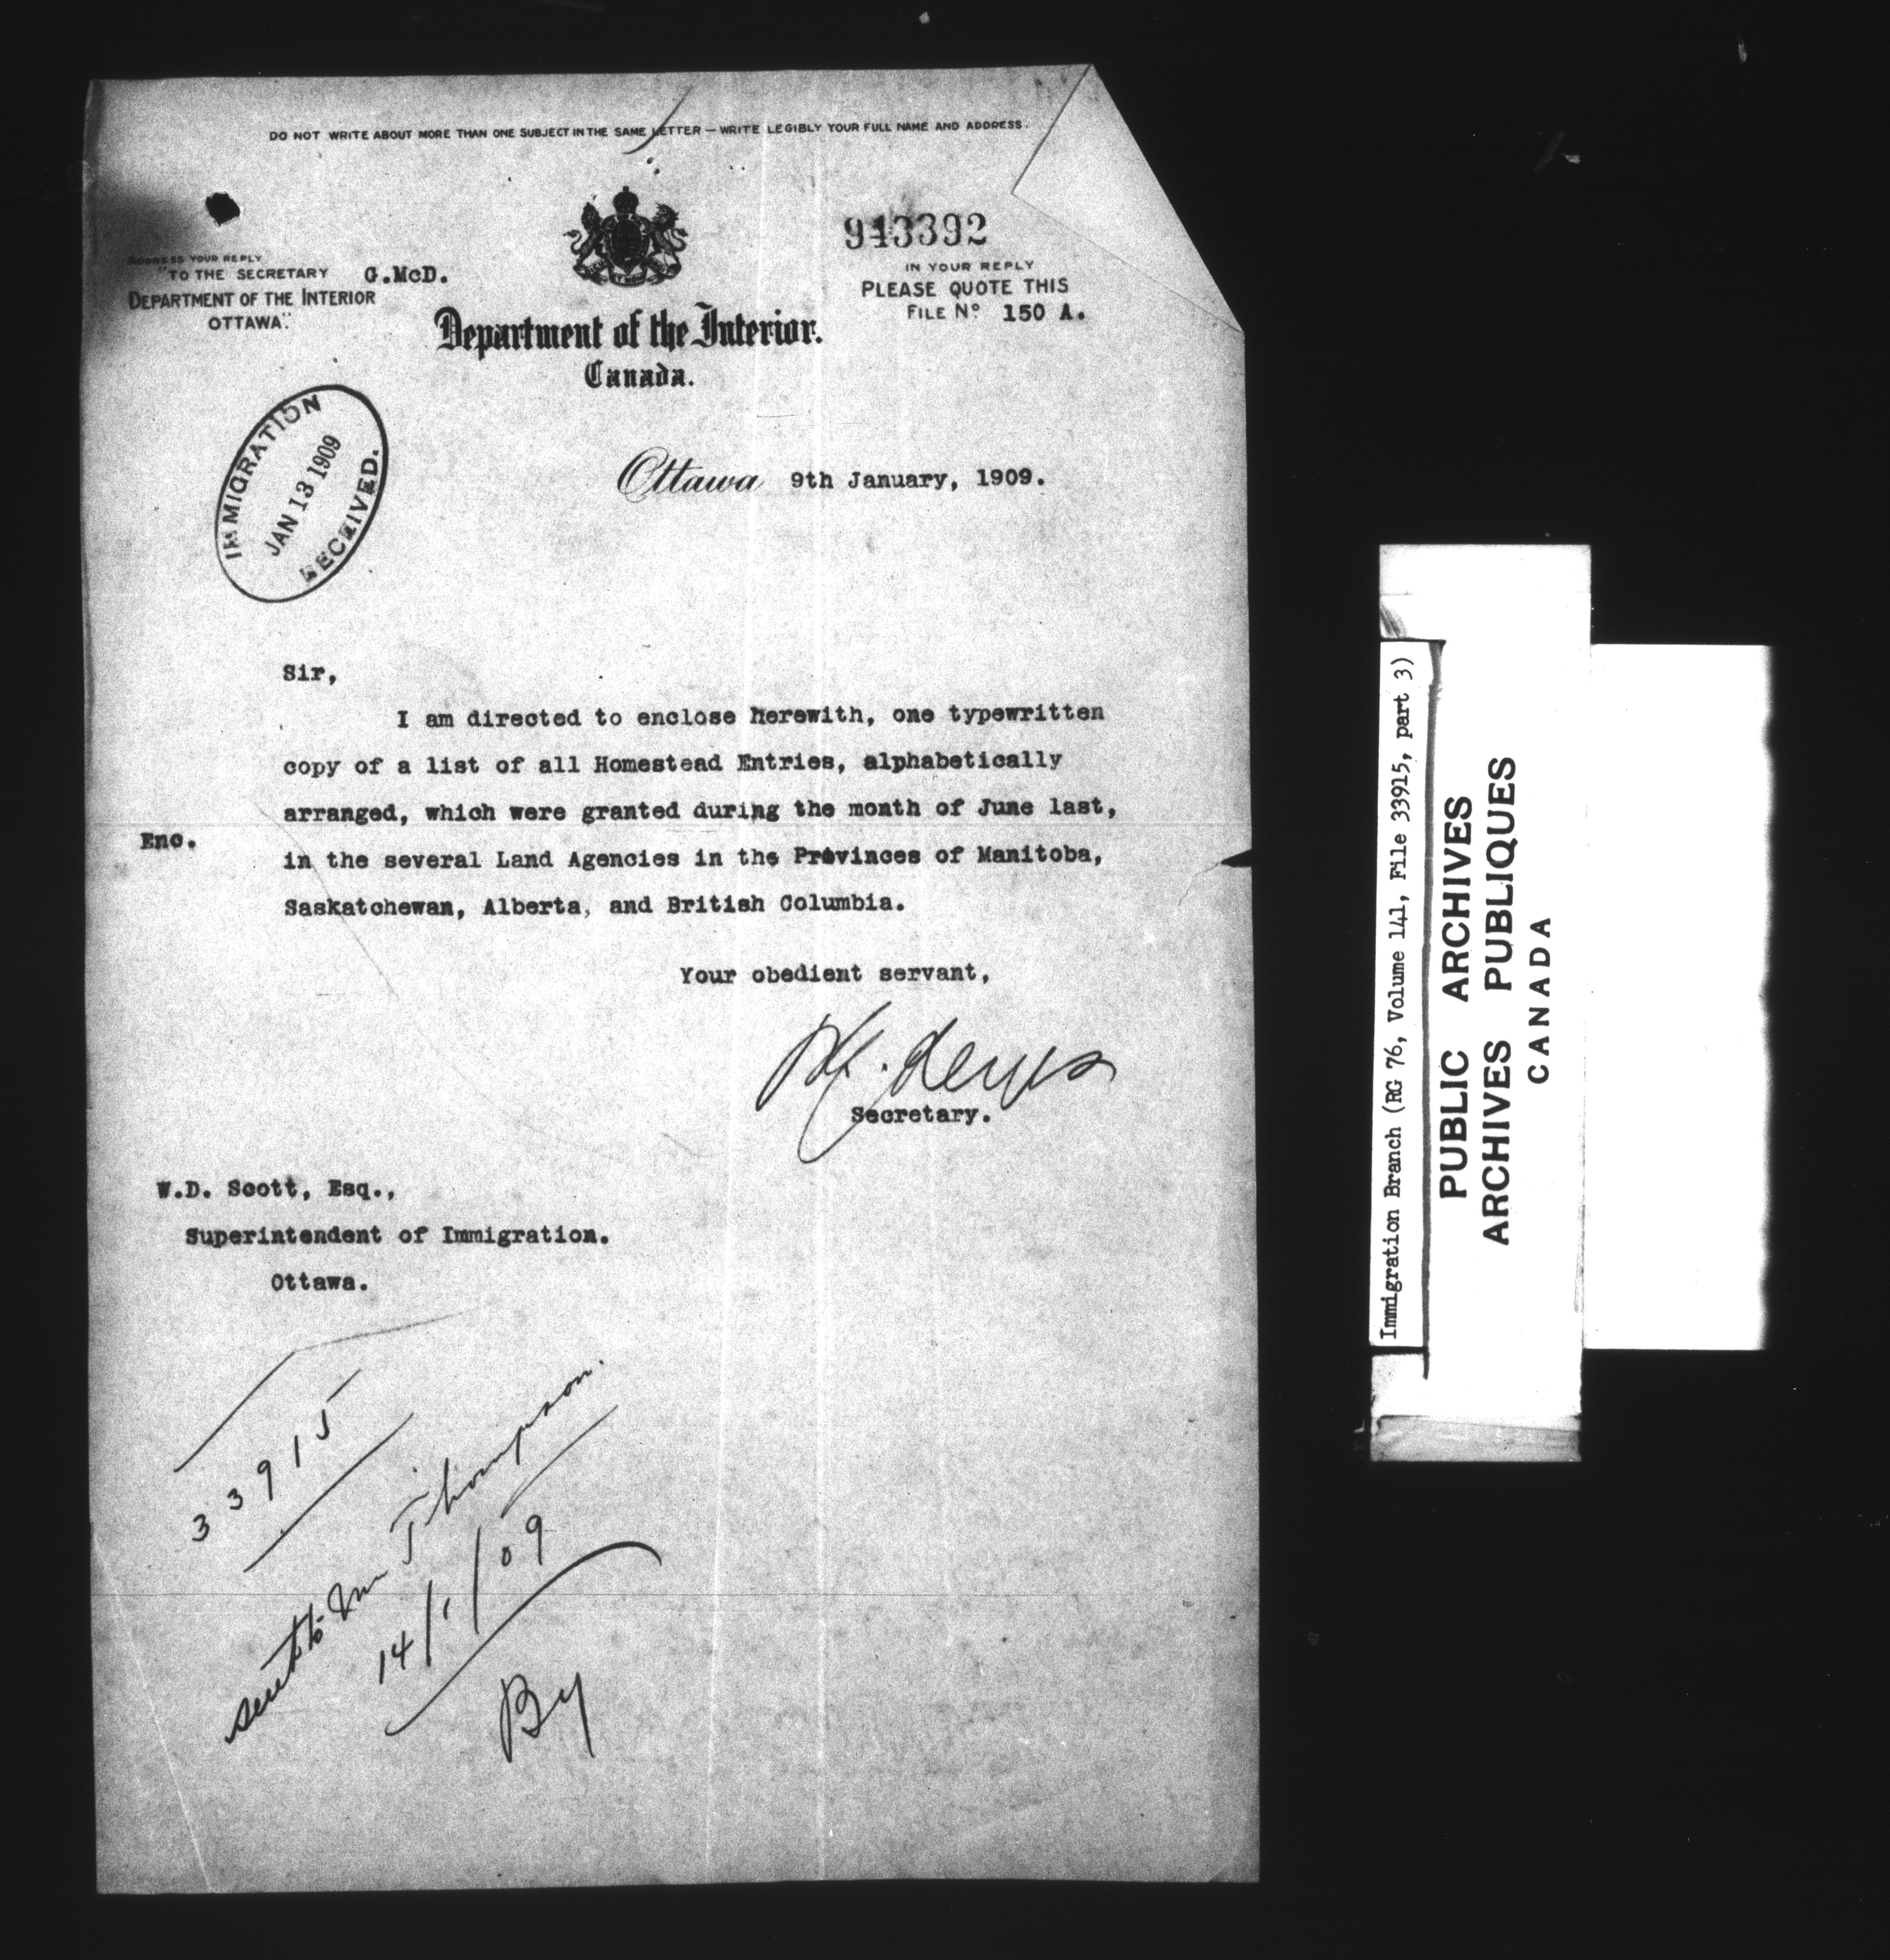 DO NOT WRITE ABOUT MORE THAN ONE SUBJECT IN THE SAME LETTER — WRITE LEGIBLY YOUR FULL NAME AND ADDRESS.
943392
ADDRESS YOUR REPLY
"TO THE SECRETARY G.McD.
DEPARTMENT OF THE INTERIOR
OTTAWA."
IN YOUR REPLY
PLEASE QUOTE THIS
FILE No 150 A.
Department of the Interior.
Canada.
IMMIGRATION
JAN 13 1909
RECEIVED.
Ottawa 9th January, 1909.
Sir,
I am directed to enclose herewith, one typewritten
copy of a list of all Homestead Entries, alphabetically
arranged, which were granted during the month of June last,
Enc.
in the several Land Agencies in the Provinces of Manitoba,
Saskatchewan, Alberta, and British Columbia.
Your obedient servant,
Secretary.
W.D. Scott, Esq.,
Superintendent of Immigration.
Ottawa.
33915
sent to Mr Thompson.
14/1/09
By
Immigration Branch (RG 76, Volume 141, File 33915, part 3)
PUBLIC ARCHIVES
ARCHIVES PUBLIQUES
CANADA